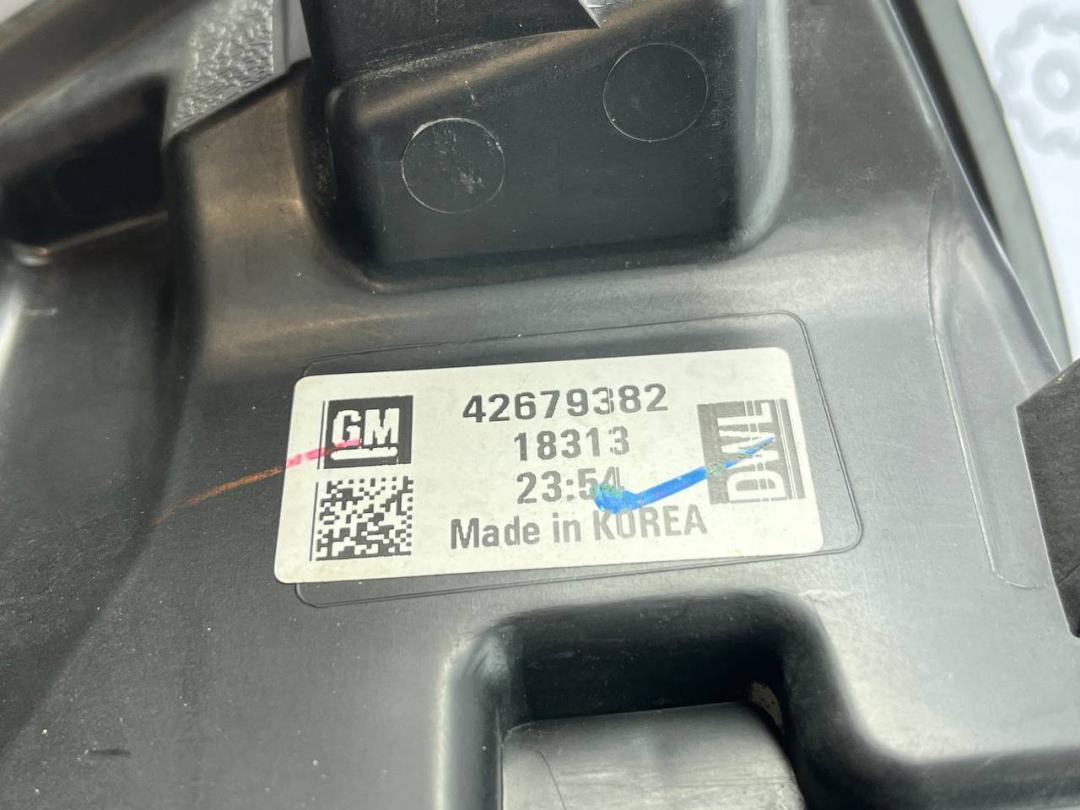 GM
42679382
18313
23:54
Made in KOREA
DWL